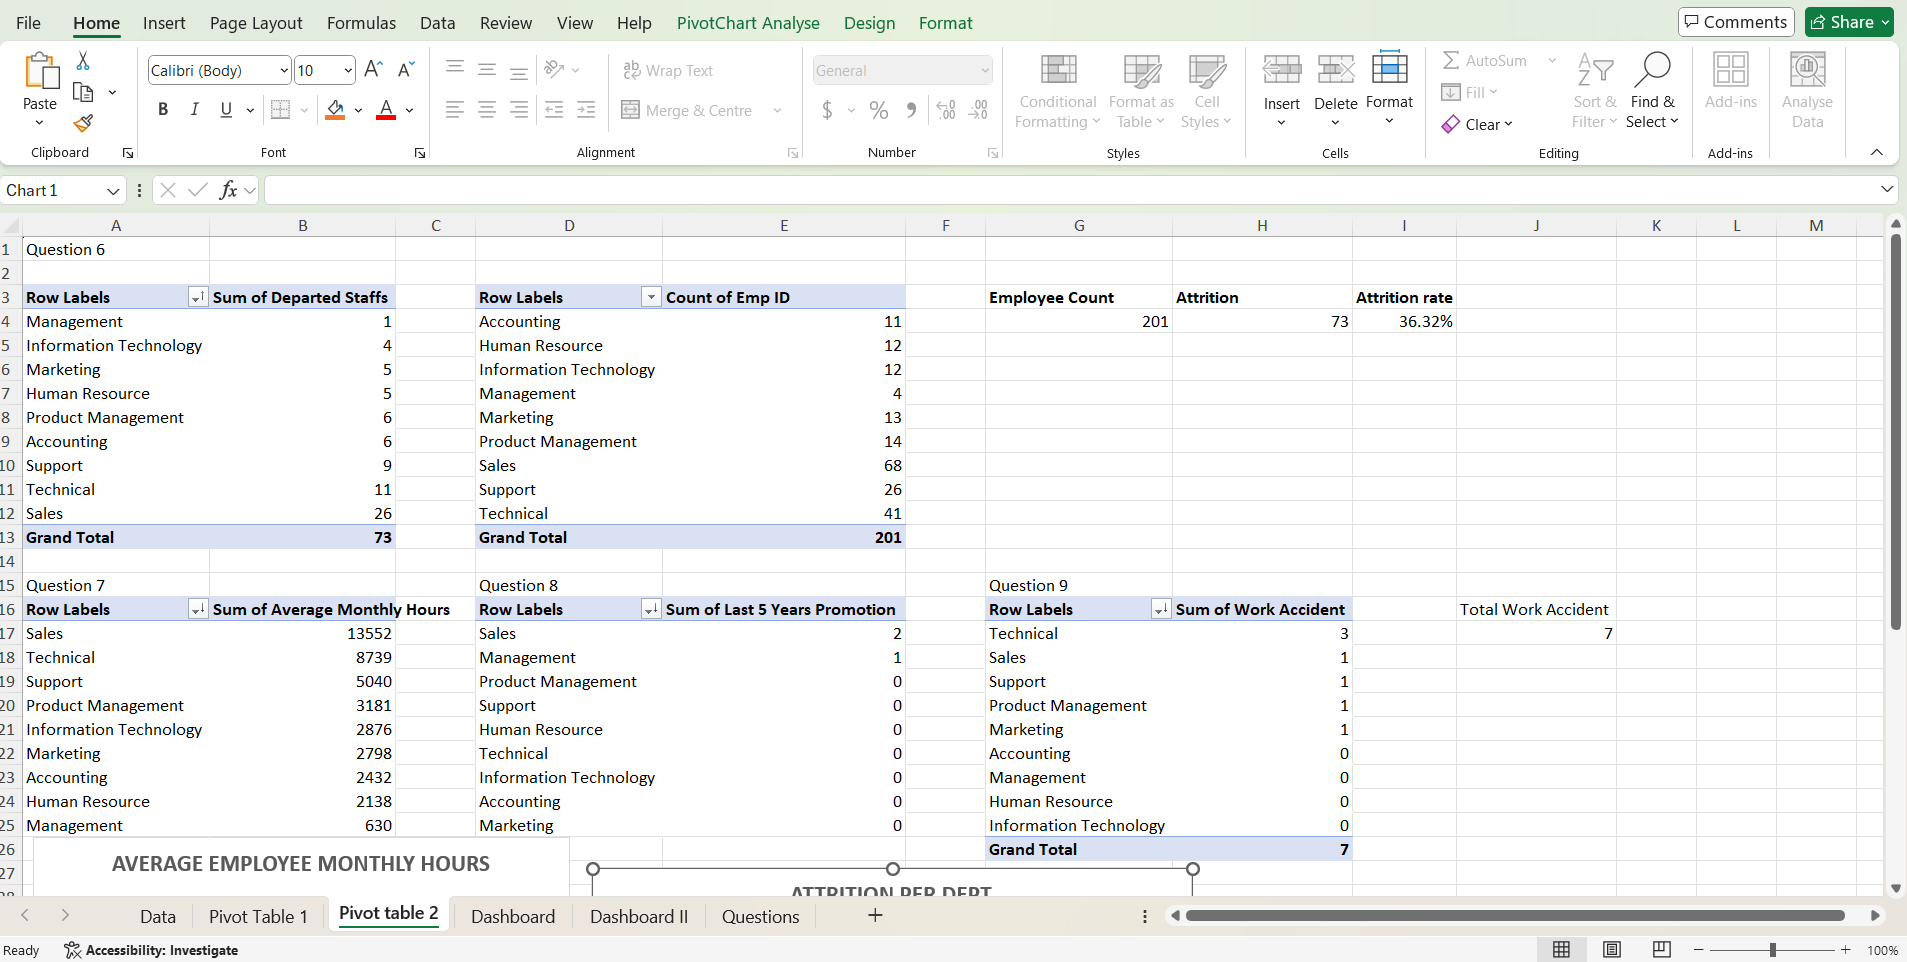 File Home Insert Page Layout Formulas Data Review View Help PivotChart Analyse Design Format Comments Share
Calibri (Body) 10 A A Wrap Text General AutoSum
Paste B I U A Merge & Centre $ % Conditional Formatting Format as Table Cell Styles Insert Delete Format Fill Clear Sort & Filter Find & Select Add-ins Analyse Data
Clipboard Font Alignment Number Styles Cells Editing Add-ins
Chart 1 fx
A B C D E F G H I J K L M
1 Question 6
2
3 Row Labels Sum of Departed Staffs Row Labels Count of Emp ID Employee Count Attrition Attrition rate
4 Management 1 Accounting 11 201 73 36.32%
5 Information Technology 4 Human Resource 12
6 Marketing 5 Information Technology 12
7 Human Resource 5 Management 4
8 Product Management 6 Marketing 13
9 Accounting 6 Product Management 14
10 Support 9 Sales 68
11 Technical 11 Support 26
12 Sales 26 Technical 41
13 Grand Total 73 Grand Total 201
14
15 Question 7 Question 8 Question 9
16 Row Labels Sum of Average Monthly Hours Row Labels Sum of Last 5 Years Promotion Row Labels Sum of Work Accident Total Work Accident
17 Sales 13552 Sales 2 Technical 3 7
18 Technical 8739 Management 1 Sales 1
19 Support 5040 Product Management 0 Support 1
20 Product Management 3181 Support 0 Product Management 1
21 Information Technology 2876 Human Resource 0 Marketing 1
22 Marketing 2798 Technical 0 Accounting 0
23 Accounting 2432 Information Technology 0 Management 0
24 Human Resource 2138 Accounting 0 Human Resource 0
25 Management 630 Marketing 0 Information Technology 0
26 Grand Total 7
AVERAGE EMPLOYEE MONTHLY HOURS
27
ATTRITION PER DEPT
28
Data Pivot Table 1 Pivot table 2 Dashboard Dashboard II Questions
Ready Accessibility: Investigate 100%